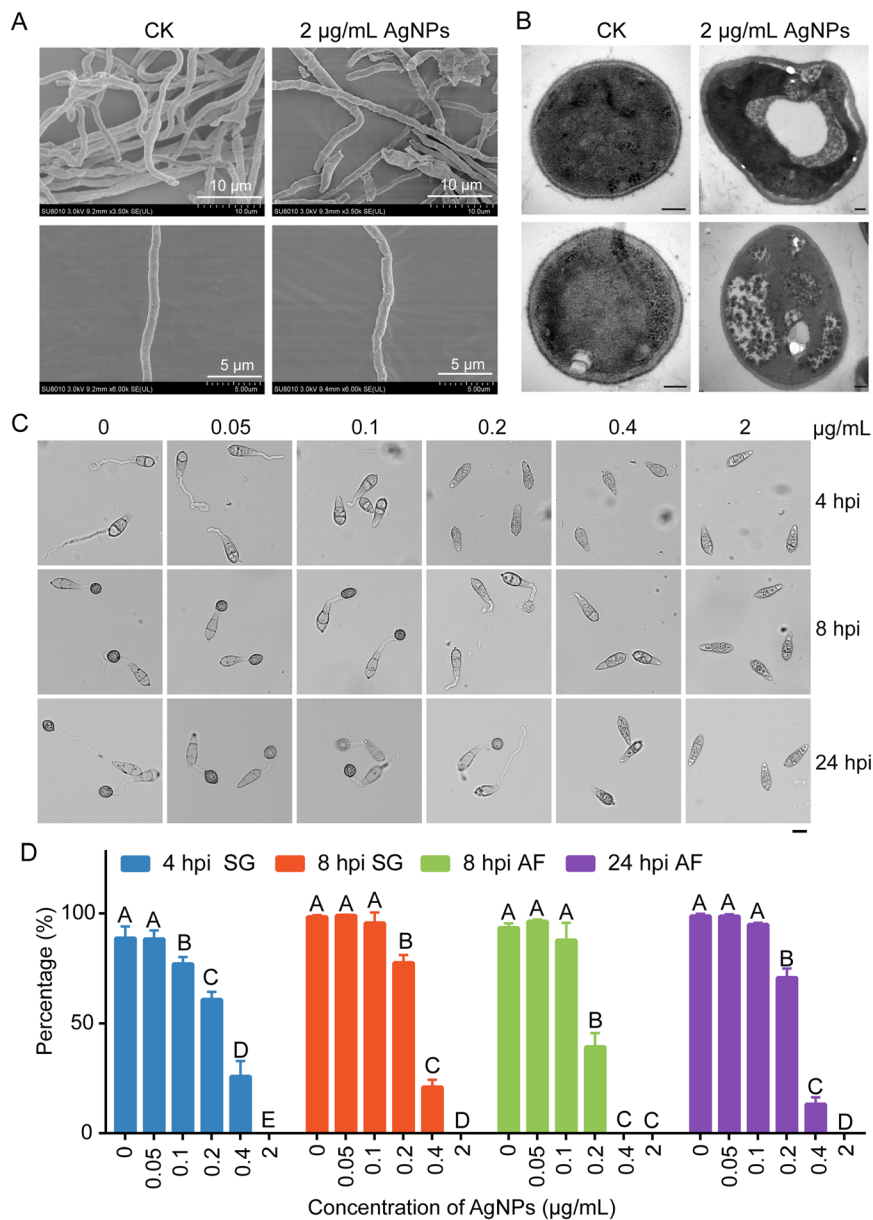 A
CK
2 µg/mL AgNPs
10 µm
SU8010 3.0kV 9.2mm x3.50k SE(UL)
10.0um
10 µm
SU8010 3.0kV 9.3mm x3.50k SE(UL)
10.0um
5 µm
SU8010 3.0kV 9.2mm x6.00k SE(UL)
5.00um
5 µm
SU8010 3.0kV 9.4mm x6.00k SE(UL)
5.00um
B
CK
2 µg/mL AgNPs
C
0 0.05 0.1 0.2 0.4 2 µg/mL
4 hpi
8 hpi
24 hpi
D
4 hpi SG 8 hpi SG 8 hpi AF 24 hpi AF
Percentage (%)
100
50
0
A A B C D E
A A A B C D
A A A B C C
A A A B C D
0 0.05 0.1 0.2 0.4 2 0 0.05 0.1 0.2 0.4 2 0 0.05 0.1 0.2 0.4 2 0 0.05 0.1 0.2 0.4 2
Concentration of AgNPs (µg/mL)